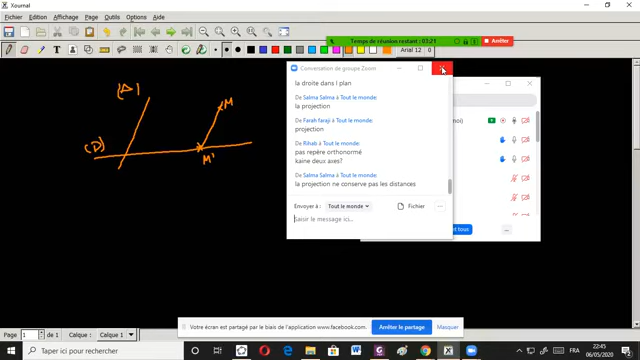 Xournal
Fichier Edition Affichage Page Outils Options Aide
Temps de réunion restant : 03:21 Arrêter
Arial 12
(Δ)
M
(D)
M'
Conversation de groupe Zoom
la droite dans l plan
De Salma Salma à Tout le monde:
la projection
De Farah faraji à Tout le monde:
projection
De Rihab à Tout le monde:
pas repère orthonormé
kaine deux axes?
De Salma Salma à Tout le monde:
la projection ne conserve pas les distances
Envoyer à : Tout le monde Fichier
Saisir le message ici...
moi)
ent tous
Votre écran est partagé par le biais de l'application www.facebook.com. Arrêter le partage Masquer
Page 1 de 1 Calque : Calque 1
Taper ici pour rechercher
FRA
22:45
06/05/2020